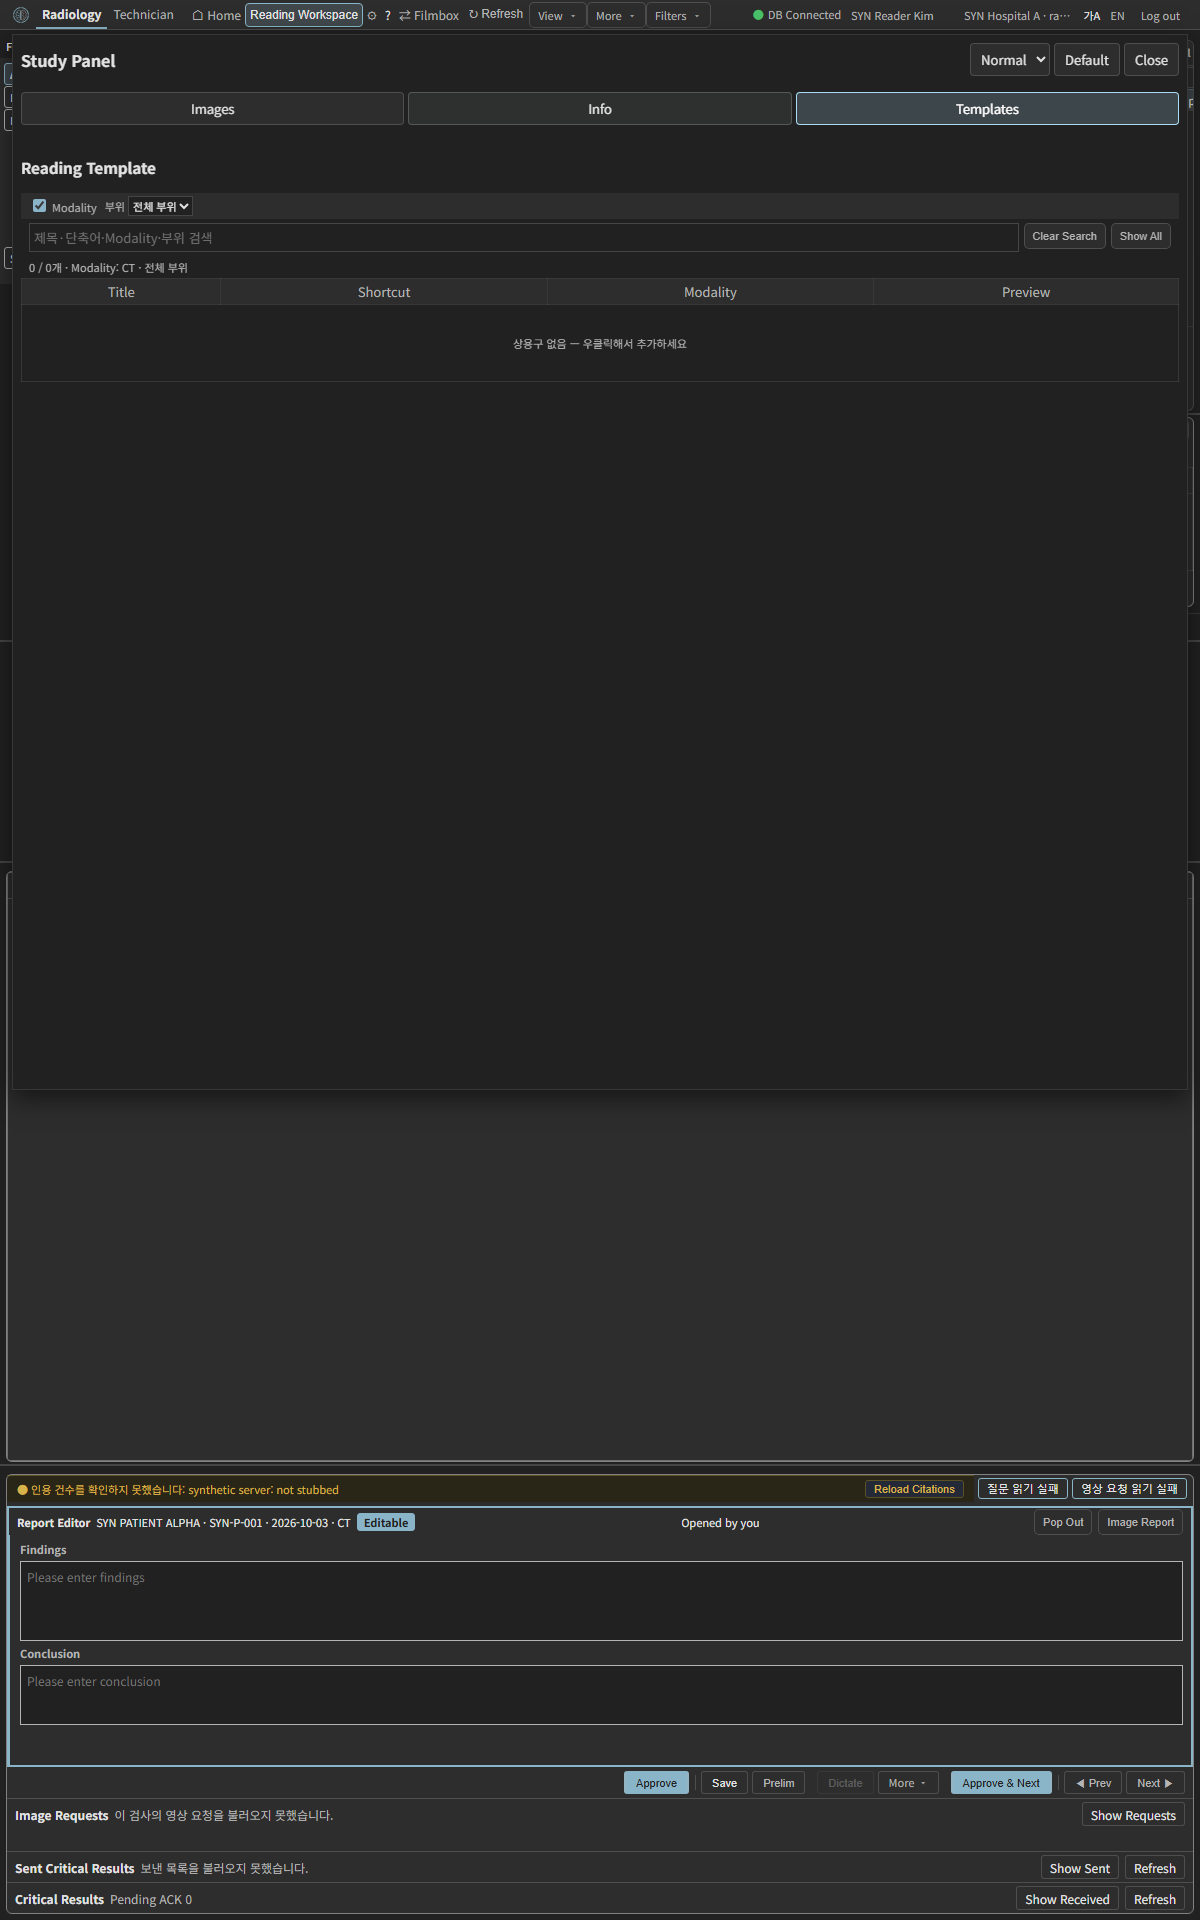 Radiology Technician Home Reading Workspace ? Filmbox Refresh View More Filters DB Connected SYN Reader Kim SYN Hospital A · ra··· 가A EN Log out
Study Panel Normal Default Close
Images Info Templates
Reading Template
Modality 부위 전체 부위
제목·단축어·Modality·부위 검색 Clear Search Show All
0 / 0개 · Modality: CT · 전체 부위
Title Shortcut Modality Preview
상용구 없음 — 우클릭해서 추가하세요
인용 건수를 확인하지 못했습니다: synthetic server: not stubbed Reload Citations 질문 읽기 실패 영상 요청 읽기 실패
Report Editor SYN PATIENT ALPHA · SYN-P-001 · 2026-10-03 · CT Editable Opened by you Pop Out Image Report
Findings
Please enter findings
Conclusion
Please enter conclusion
Approve Save Prelim Dictate More Approve & Next ◀ Prev Next ▶
Image Requests 이 검사의 영상 요청을 불러오지 못했습니다. Show Requests
Sent Critical Results 보낸 목록을 불러오지 못했습니다. Show Sent Refresh
Critical Results Pending ACK 0 Show Received Refresh